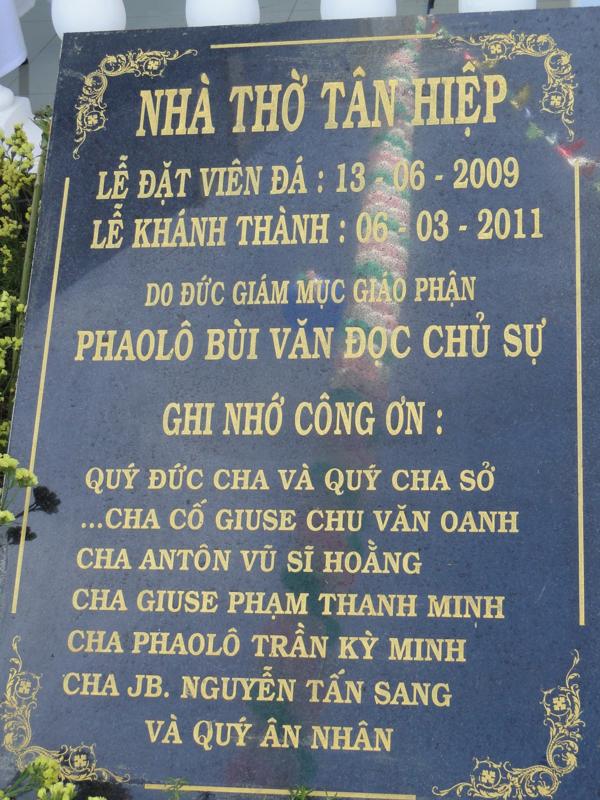 NHÀ THỜ TÂN HIỆP
LỄ ĐẶT VIÊN ĐÁ : 13 - 06 - 2009
LỄ KHÁNH THÀNH : 06 - 03 - 2011
DO ĐỨC GIÁM MỤC GIÁO PHẬN
PHAOLÔ BÙI VĂN ĐỌC CHỦ SỰ
GHI NHỚ CÔNG ƠN :
QUÝ ĐỨC CHA VÀ QUÝ CHA SỞ
...CHA CỐ GIUSE CHU VĂN OANH
CHA ANTÔN VŨ SĨ HOẰNG
CHA GIUSE PHẠM THANH MINH
CHA PHAOLÔ TRẦN KỲ MINH
CHA JB. NGUYỄN TẤN SANG
VÀ QUÝ ÂN NHÂN